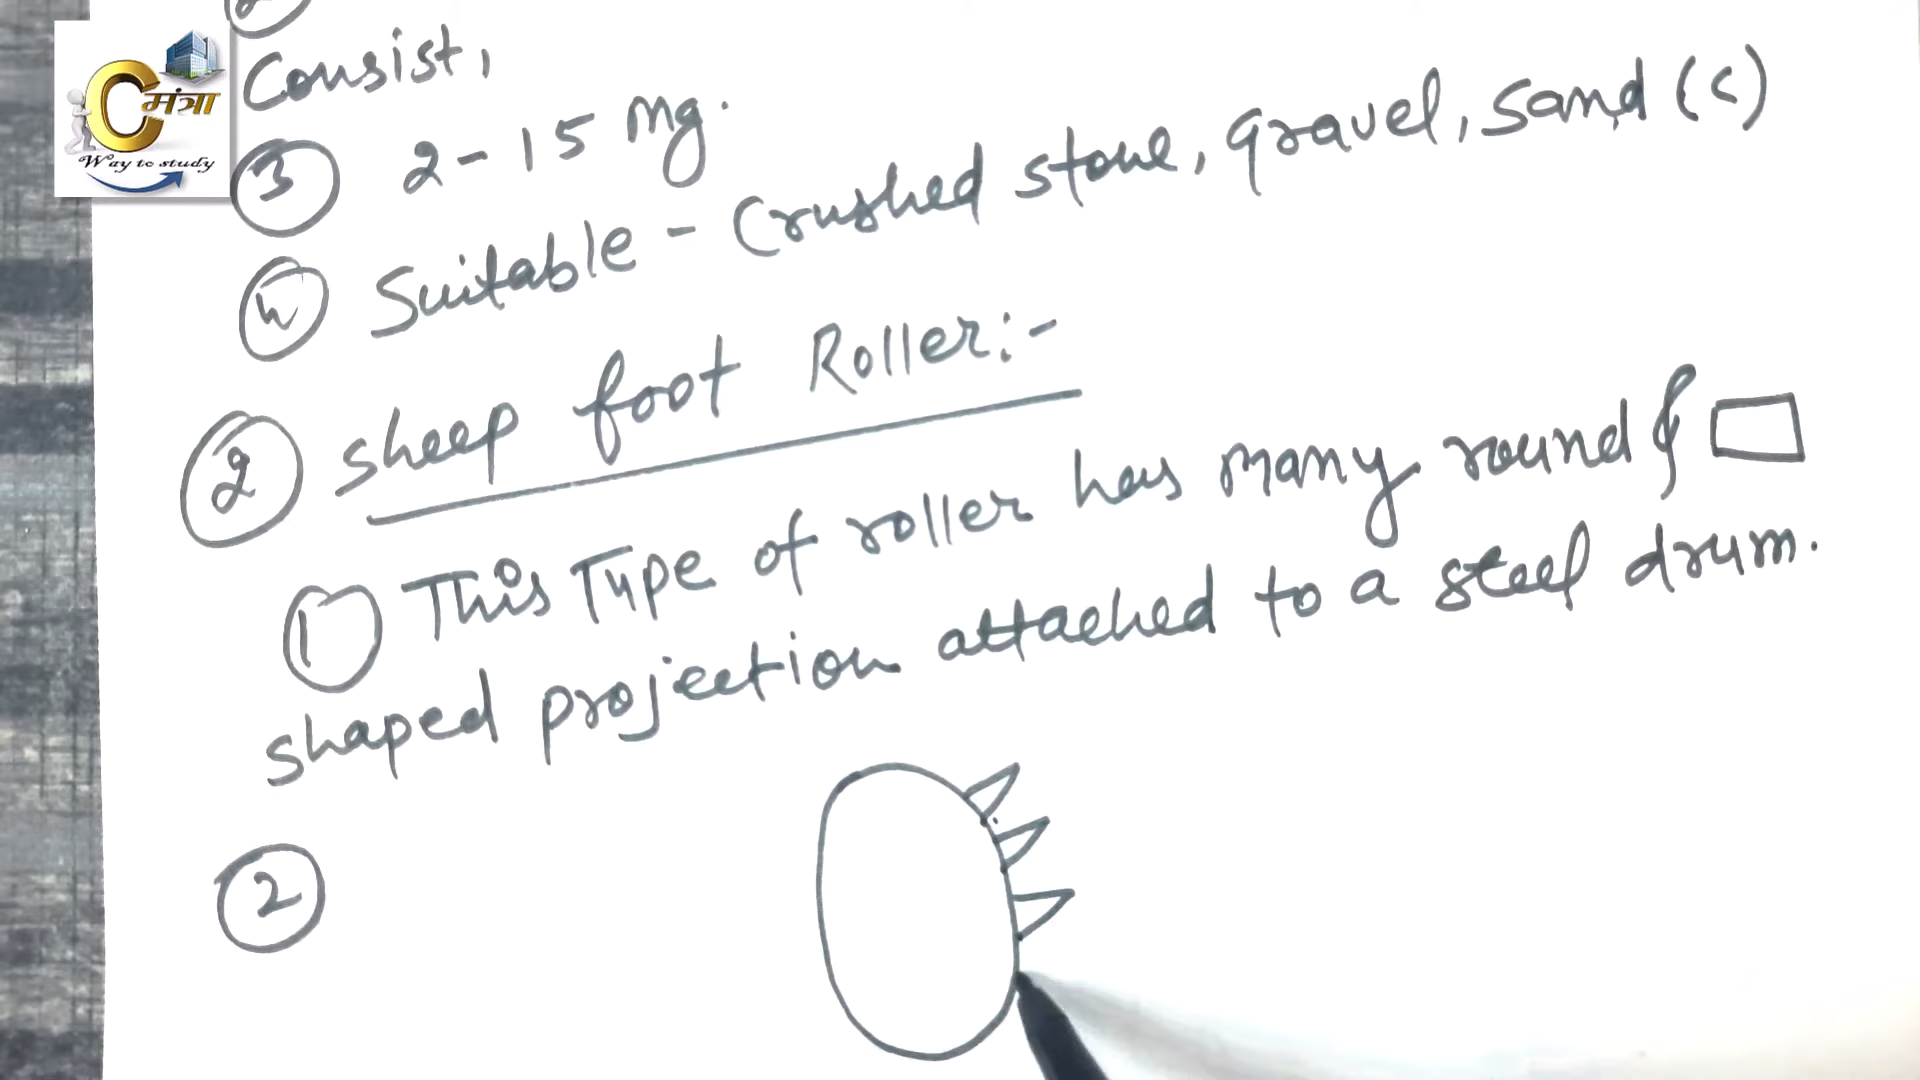 C मंत्रा
Way to study
Consist,
3 2-15 Mg.
4 Suitable - Crushed stone, gravel, sand (c)
2 Sheep foot Roller:-
1 This Type of roller has many round &
shaped projection attached to a steel drum.
2